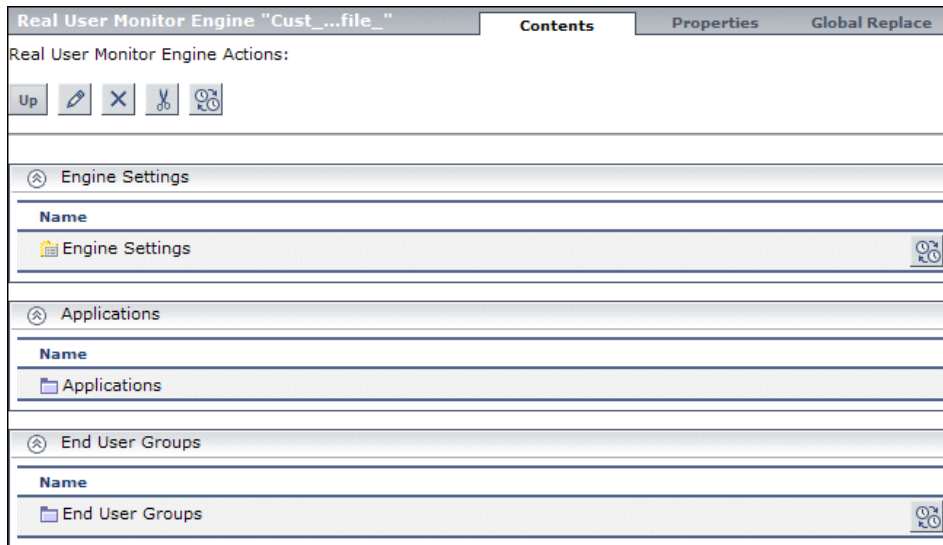 Real User Monitor Engine "Cust_...file_" Contents Properties Global Replace
Real User Monitor Engine Actions:
Up
Engine Settings
Name
Engine Settings
Applications
Name
Applications
End User Groups
Name
End User Groups